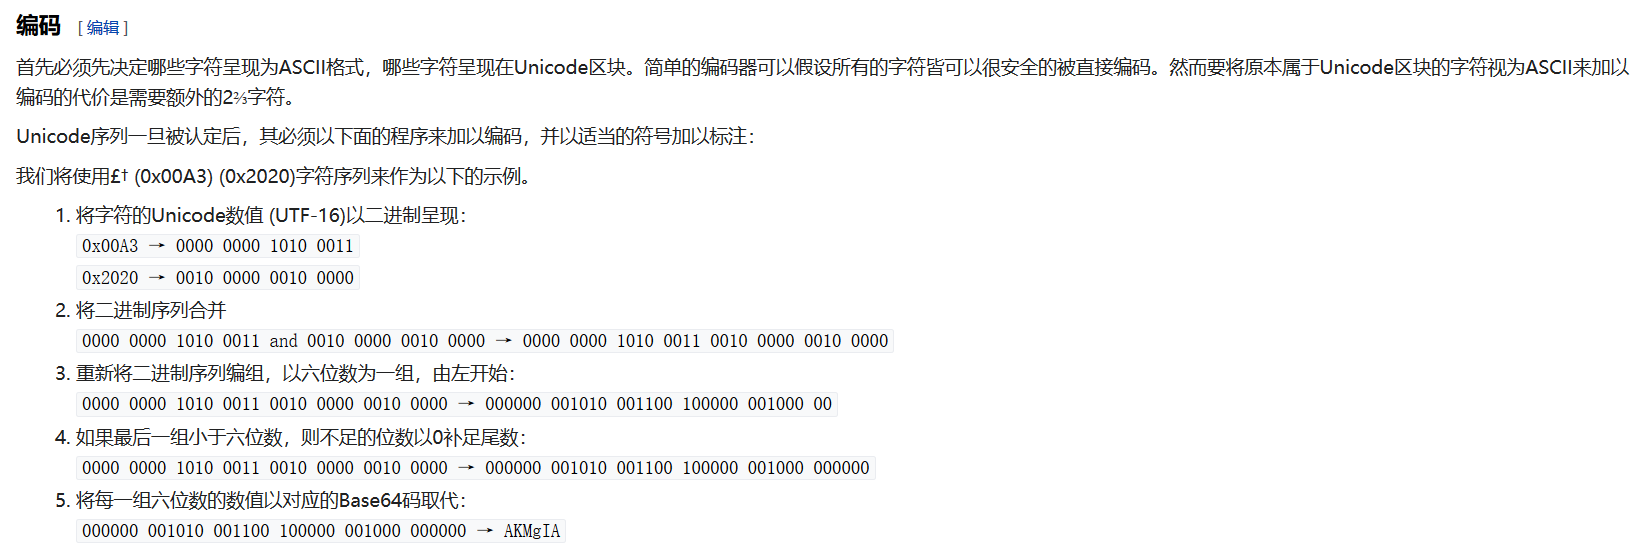 编码 [ 编辑 ]
首先必须先决定哪些字符呈现为ASCII格式，哪些字符呈现在Unicode区块。简单的编码器可以假设所有的字符皆可以很安全的被直接编码。然而要将原本属于Unicode区块的字符视为ASCII来加以
编码的代价是需要额外的2⅔字符。
Unicode序列一旦被认定后，其必须以下面的程序来加以编码，并以适当的符号加以标注：
我们将使用£† (0x00A3) (0x2020)字符序列来作为以下的示例。
1. 将字符的Unicode数值 (UTF-16)以二进制呈现：
0x00A3 → 0000 0000 1010 0011
0x2020 → 0010 0000 0010 0000
2. 将二进制序列合并
0000 0000 1010 0011 and 0010 0000 0010 0000 → 0000 0000 1010 0011 0010 0000 0010 0000
3. 重新将二进制序列编组，以六位数为一组，由左开始：
0000 0000 1010 0011 0010 0000 0010 0000 → 000000 001010 001100 100000 001000 00
4. 如果最后一组小于六位数，则不足的位数以0补足尾数：
0000 0000 1010 0011 0010 0000 0010 0000 → 000000 001010 001100 100000 001000 000000
5. 将每一组六位数的数值以对应的Base64码取代：
000000 001010 001100 100000 001000 000000 → AKMgIA